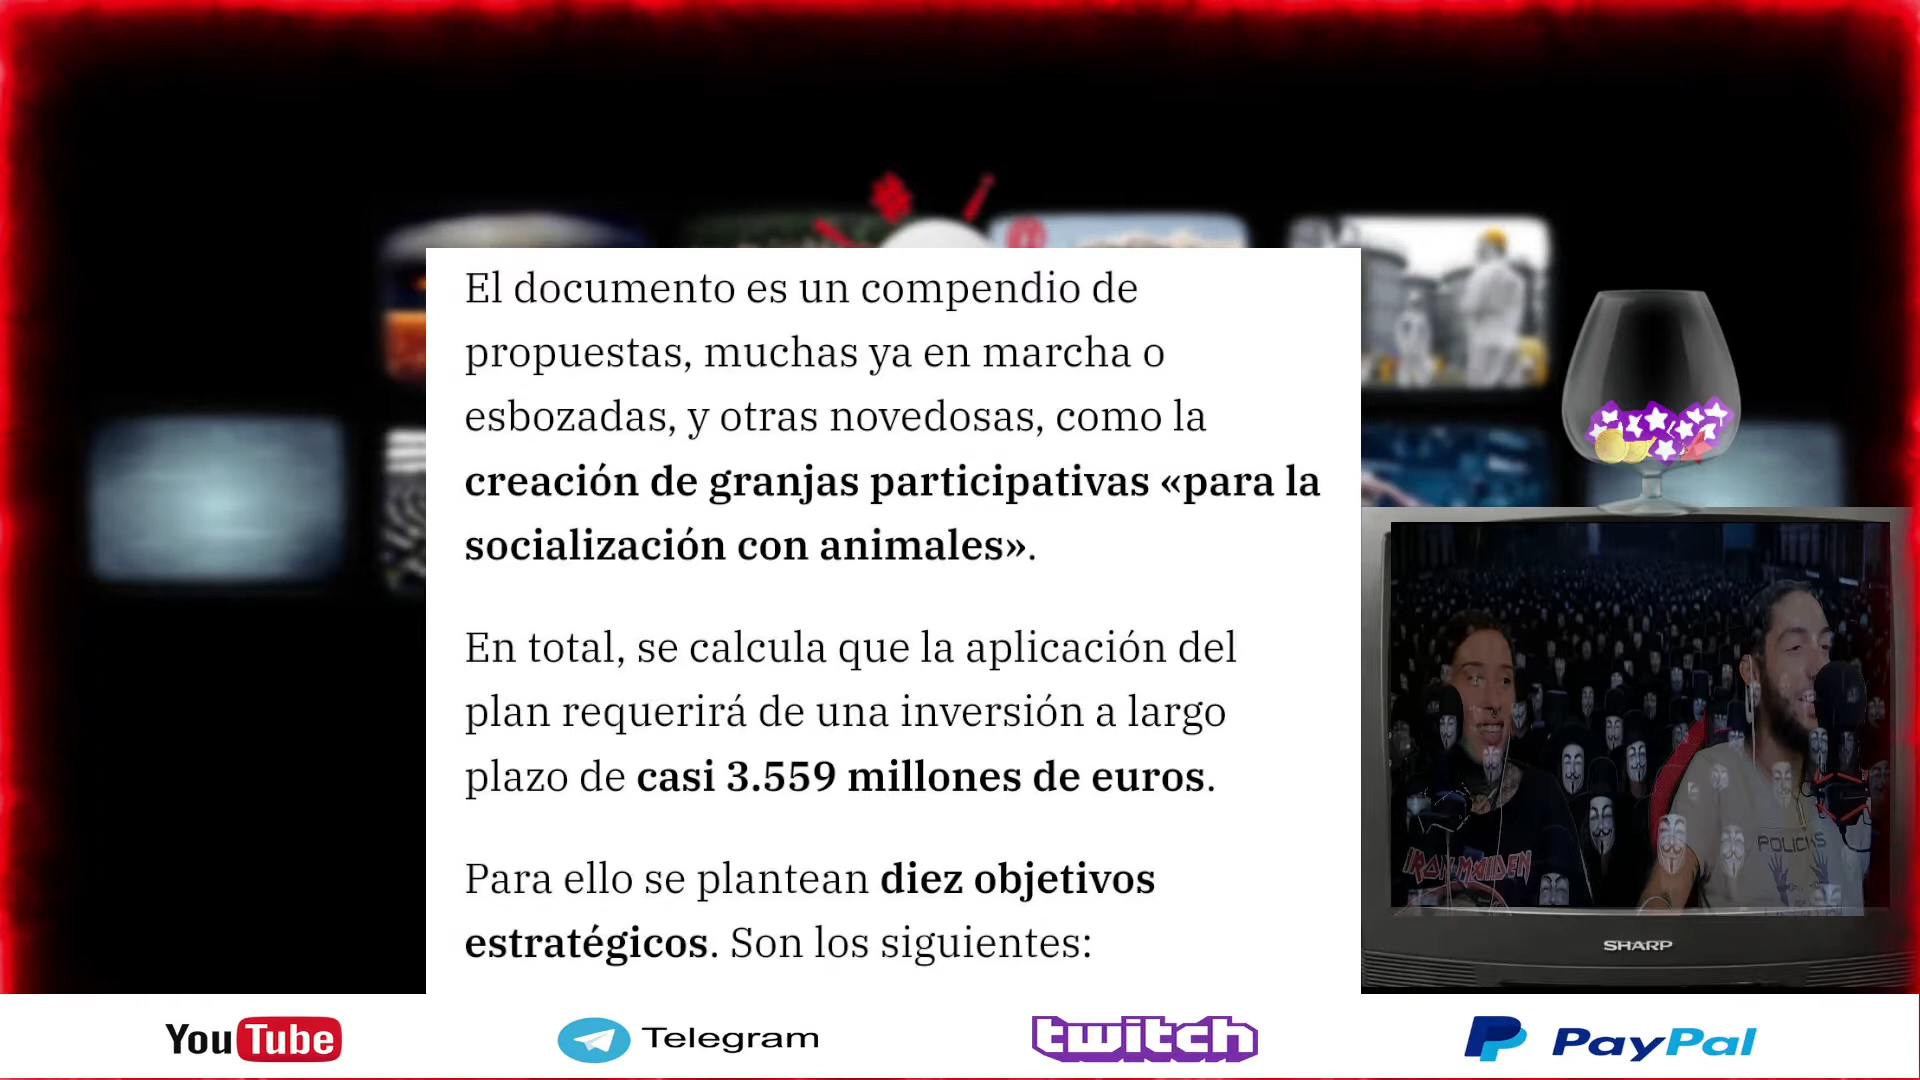 El documento es un compendio de
propuestas, muchas ya en marcha o
esbozadas, y otras novedosas, como la
creación de granjas participativas «para la
socialización con animales».
En total, se calcula que la aplicación del
plan requerirá de una inversión a largo
plazo de casi 3.559 millones de euros.
Para ello se plantean diez objetivos
estratégicos. Son los siguientes:
IRON MAIDEN
SHARP
YouTube
Telegram
twitch
PayPal